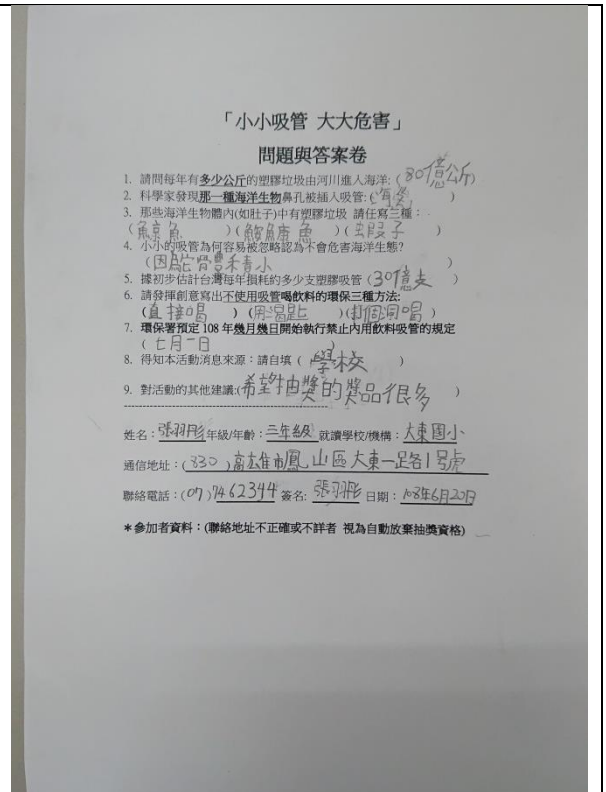 「小小吸管 大大危害」
問題與答案卷
1. 請問每年有多少公斤的塑膠垃圾由河川進入海洋: (80億公斤)
2. 科學家發現那一種海洋生物鼻孔被插入吸管:(海龜)
3. 那些海洋生物體內(如肚子)中有塑膠垃圾 請任寫三種：
(鯨魚)(鮟鱇魚)(蝦子)
4. 小小的吸管為何容易被忽略認為不會危害海洋生態?
(因為它體積小)
5. 據初步估計台灣每年損耗約多少支塑膠吸管 (30億支)
6. 請發揮創意寫出不使用吸管喝飲料的環保三種方法:
(直接喝) (用湯匙) (打個洞喝)
7. 環保署預定 108 年幾月幾日開始執行禁止內用飲料吸管的規定
(七月一日)
8. 得知本活動消息來源：請自填 (學校)
9. 對活動的其他建議:(希望抽獎的獎品很多)
姓名：張羽彤 年級/年齡：三年級 就讀學校/機構：大東國小
通信地址：(830)高雄市鳳山區大東一路1號
聯絡電話：(07)7462344 簽名: 張羽彤 日期：108年6月20日
＊參加者資料：(聯絡地址不正確或不詳者 視為自動放棄抽獎資格)